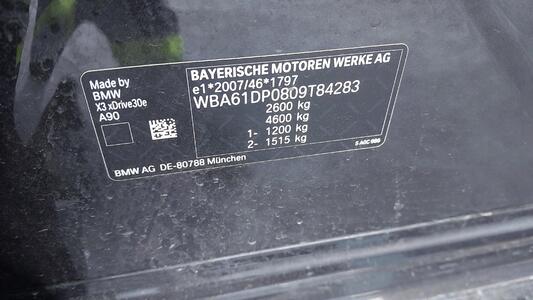 Made by
BMW
X3 xDrive30e
A90
BMW AG DE-80788 München
BAYERISCHE MOTOREN WERKE AG
e1*2007/46*1797
WBA61DP0809T84283
2600 kg
4600 kg
1- 1200 kg
2- 1515 kg